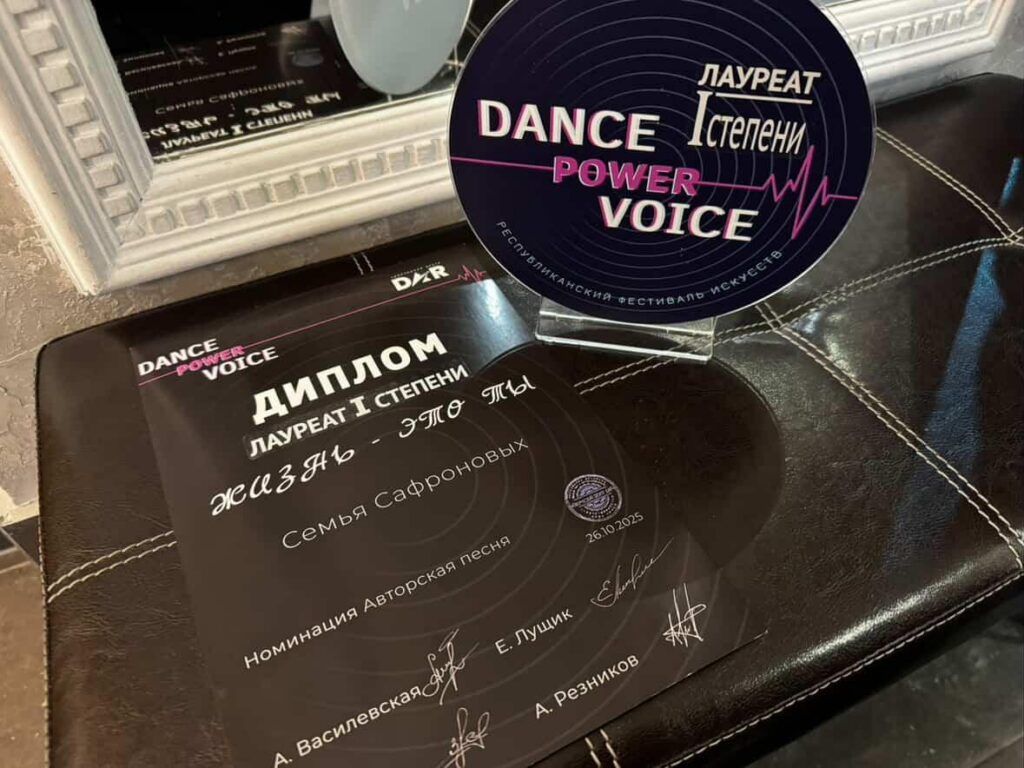 ЛАУРЕАТ
I СТЕПЕНИ
DANCE
POWER
VOICE
РЕСПУБЛИКАНСКИЙ ФЕСТИВАЛЬ ИСКУССТВ
DAR
DANCE
POWER
VOICE
ДИПЛОМ
ЛАУРЕАТ I СТЕПЕНИ
ЖИЗНЬ - ЭТО ТЫ
Семья Сафроновых
26.10.2025
Номинация Авторская песня
Е. Лущик
А. Василевская
А. Резников